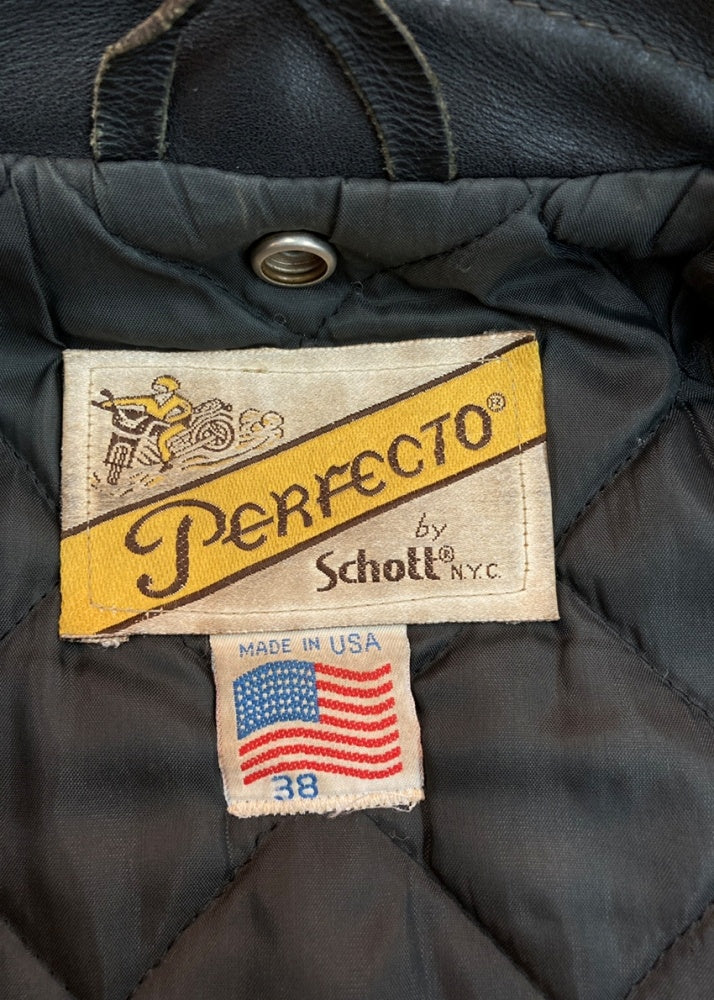 PERFECTO®
by
Schott® N.Y.C.
MADE IN USA
38